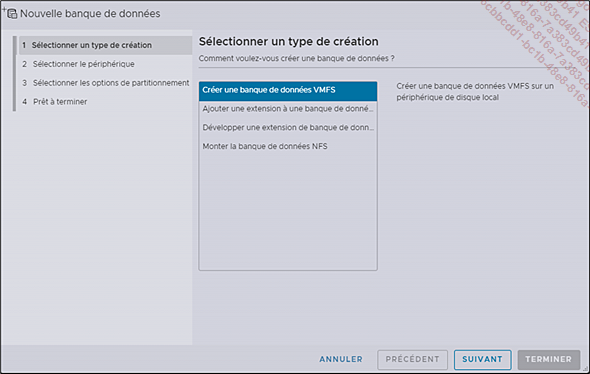 Nouvelle banque de données
1 Sélectionner un type de création
2 Sélectionner le périphérique
3 Sélectionner les options de partitionnement
4 Prêt à terminer
Sélectionner un type de création
Comment voulez-vous créer une banque de données ?
Créer une banque de données VMFS
Ajouter une extension à une banque de donné...
Développer une extension de banque de donn...
Monter la banque de données NFS
Créer une banque de données VMFS sur un
périphérique de disque local
ANNULER
PRÉCÉDENT
SUIVANT
TERMINER